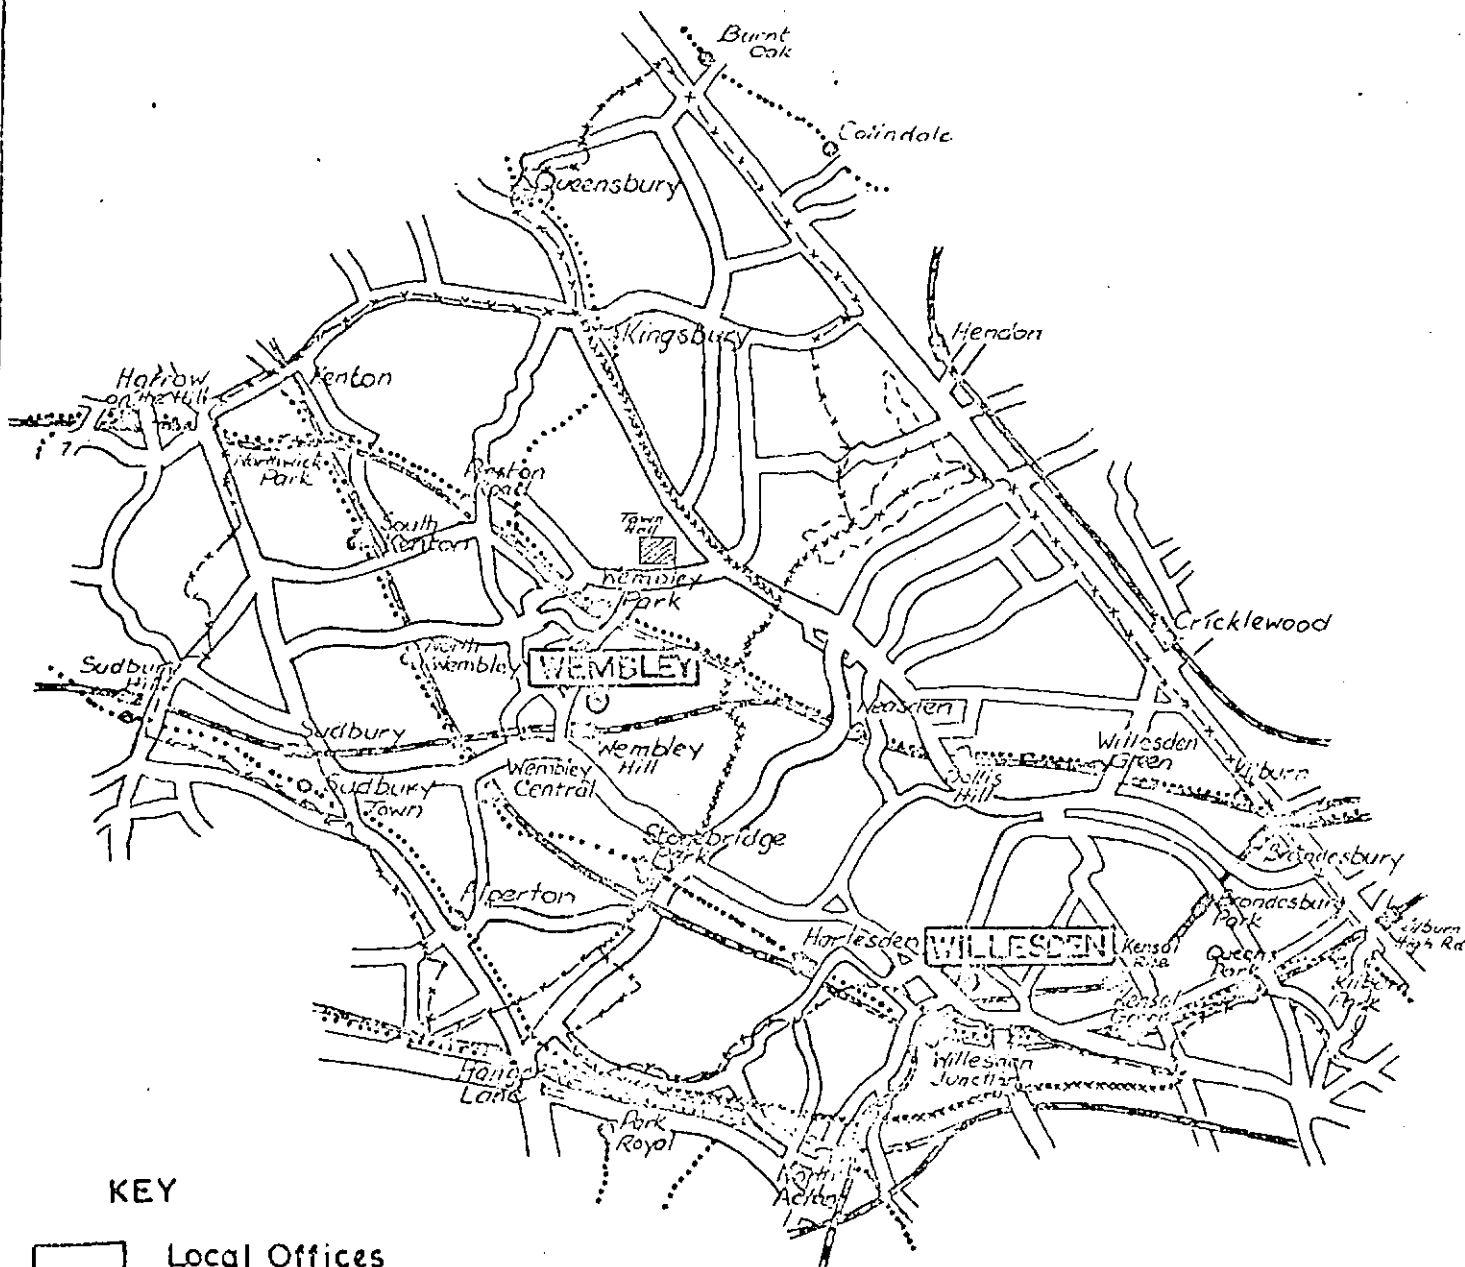 Burnt
Oak
Colindale
Queensbury
Kingsbury
Hendon
Harrow
on the Hill
Kenton
Northwick
Park
Preston
Road
South
Kenton
Town
Hall
Wembley
Park
Cricklewood
Sudbury
Hill
North
Wembley
WEMBLEY
Neasden
Sudbury
Wembley
Hill
Willesden
Green
Kilburn
Wembley
Central
Dollis
Hill
Sudbury
Town
Stonebridge
Park
Brondesbury
Alperton
Brondesbury
Park
Harlesden
WILLESDEN
Kensal
Rise
Queens
Park
Kilburn
High Rd
Kilburn
Park
Kensal
Green
Willesden
Junction
Hanger
Lane
Park
Royal
North
Acton
KEY
Local Offices